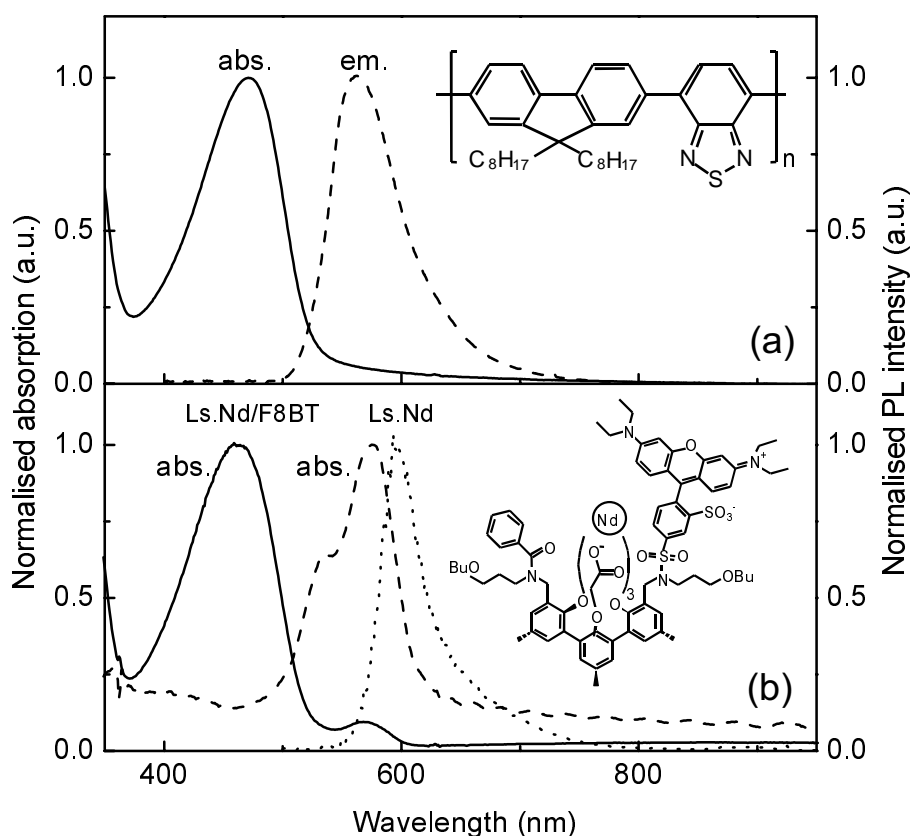 abs.
em.
1.0
0.5
0.0
1.0
0.5
0.0
C8H17
C8H17
N
N
S
n
(a)
Ls.Nd/F8BT
Ls.Nd
abs.
abs.
1.0
0.5
0.0
1.0
0.5
0.0
N
O
N+
SO3-
Nd
O
O-
O
O
S
O
BuO
N
N
OBu
3
O
O
O
(b)
400
600
800
Wavelength (nm)
Normalised absorption (a.u.)
Normalised PL intensity (a.u.)